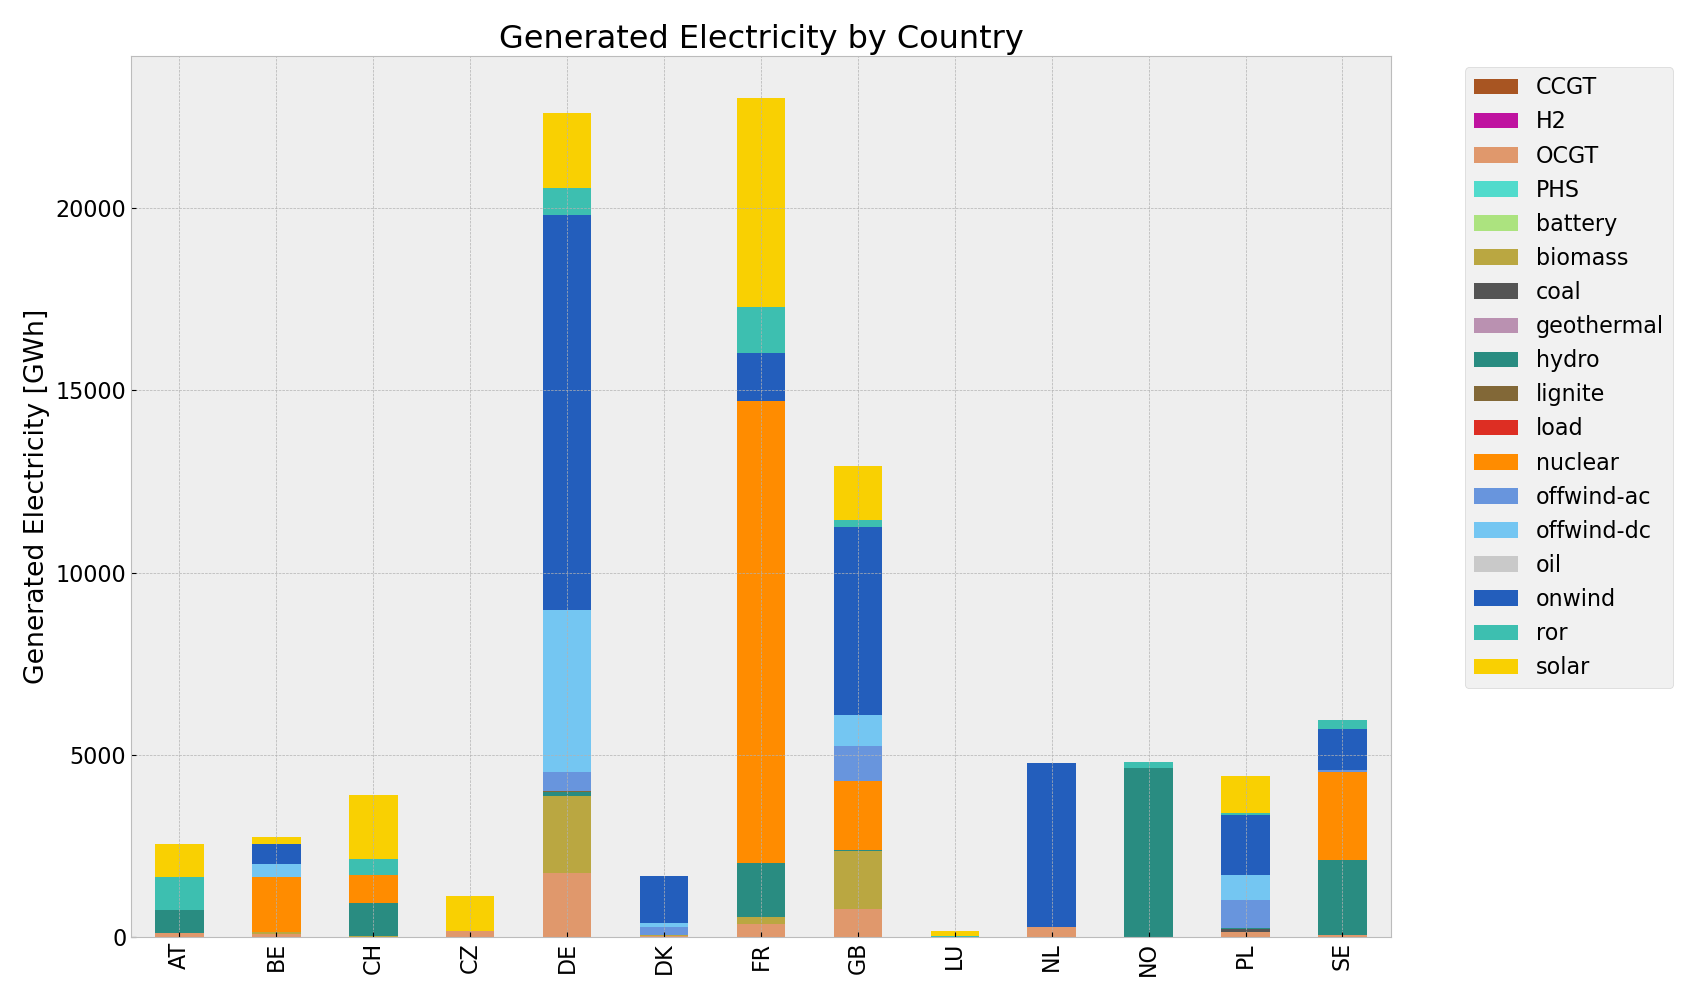 Generated Electricity by Country
Generated Electricity [GWh]
20000
15000
10000
5000
0
AT
BE
CH
CZ
DE
DK
FR
GB
LU
NL
NO
PL
SE
CCGT
H2
OCGT
PHS
battery
biomass
coal
geothermal
hydro
lignite
load
nuclear
offwind-ac
offwind-dc
oil
onwind
ror
solar